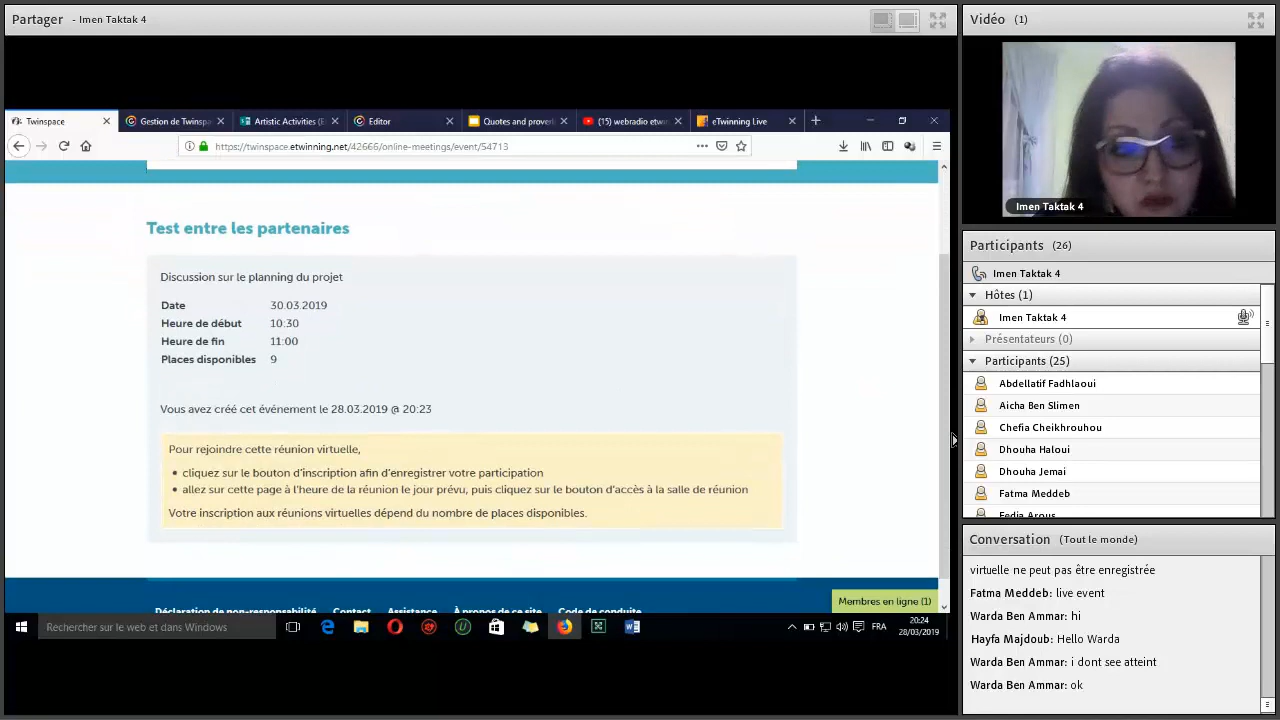 Partager - Imen Taktak 4
Twinspace
Gestion de Twinspa
Artistic Activities (E
Editor
Quotes and prover
(15) webradio etwi
eTwinning Live
https://twinspace.etwinning.net/42666/online-meetings/event/54713
Test entre les partenaires
Discussion sur le planning du projet
Date 30.03.2019
Heure de début 10:30
Heure de fin 11:00
Places disponibles 9
Vous avez créé cet événement le 28.03.2019 @ 20:23
Pour rejoindre cette réunion virtuelle,
• cliquez sur le bouton d'inscription afin d'enregistrer votre participation
• allez sur cette page à l'heure de la réunion le jour prévu, puis cliquez sur le bouton d'accès à la salle de réunion
Votre inscription aux réunions virtuelles dépend du nombre de places disponibles.
Déclaration de non-responsabilité Contact Assistance À propos de ce site Code de conduite
Membres en ligne (1)
Rechercher sur le web et dans Windows
FRA
20:24
28/03/2019
Vidéo (1)
Imen Taktak 4
Participants (26)
Imen Taktak 4
Hôtes (1)
Imen Taktak 4
Présentateurs (0)
Participants (25)
Abdellatif Fadhlaoui
Aicha Ben Slimen
Chefia Cheikhrouhou
Dhouha Haloui
Dhouha Jemai
Fatma Meddeb
Fedia Arous
Conversation (Tout le monde)
virtuelle ne peut pas être enregistrée
Fatma Meddeb: live event
Warda Ben Ammar: hi
Hayfa Majdoub: Hello Warda
Warda Ben Ammar: i dont see atteint
Warda Ben Ammar: ok